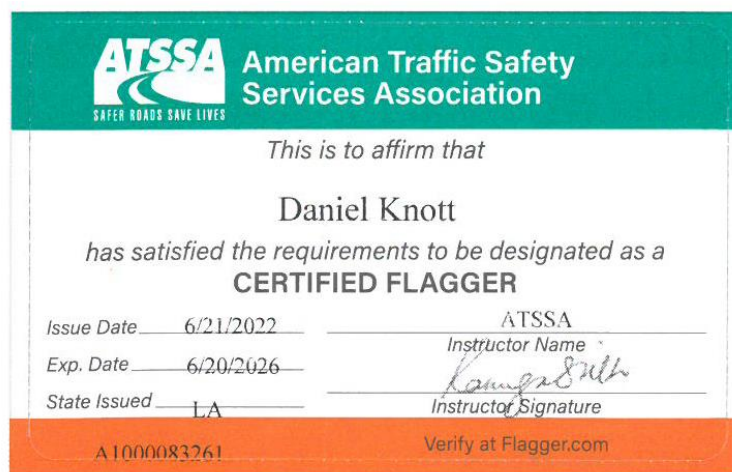 ATSSA
SAFER ROADS SAVE LIVES
American Traffic Safety
Services Association
This is to affirm that
Daniel Knott
has satisfied the requirements to be designated as a
CERTIFIED FLAGGER
Issue Date 6/21/2022
ATSSA
Instructor Name
Exp. Date 6/20/2026
State Issued LA
Instructor Signature
A1000083261
Verify at Flagger.com